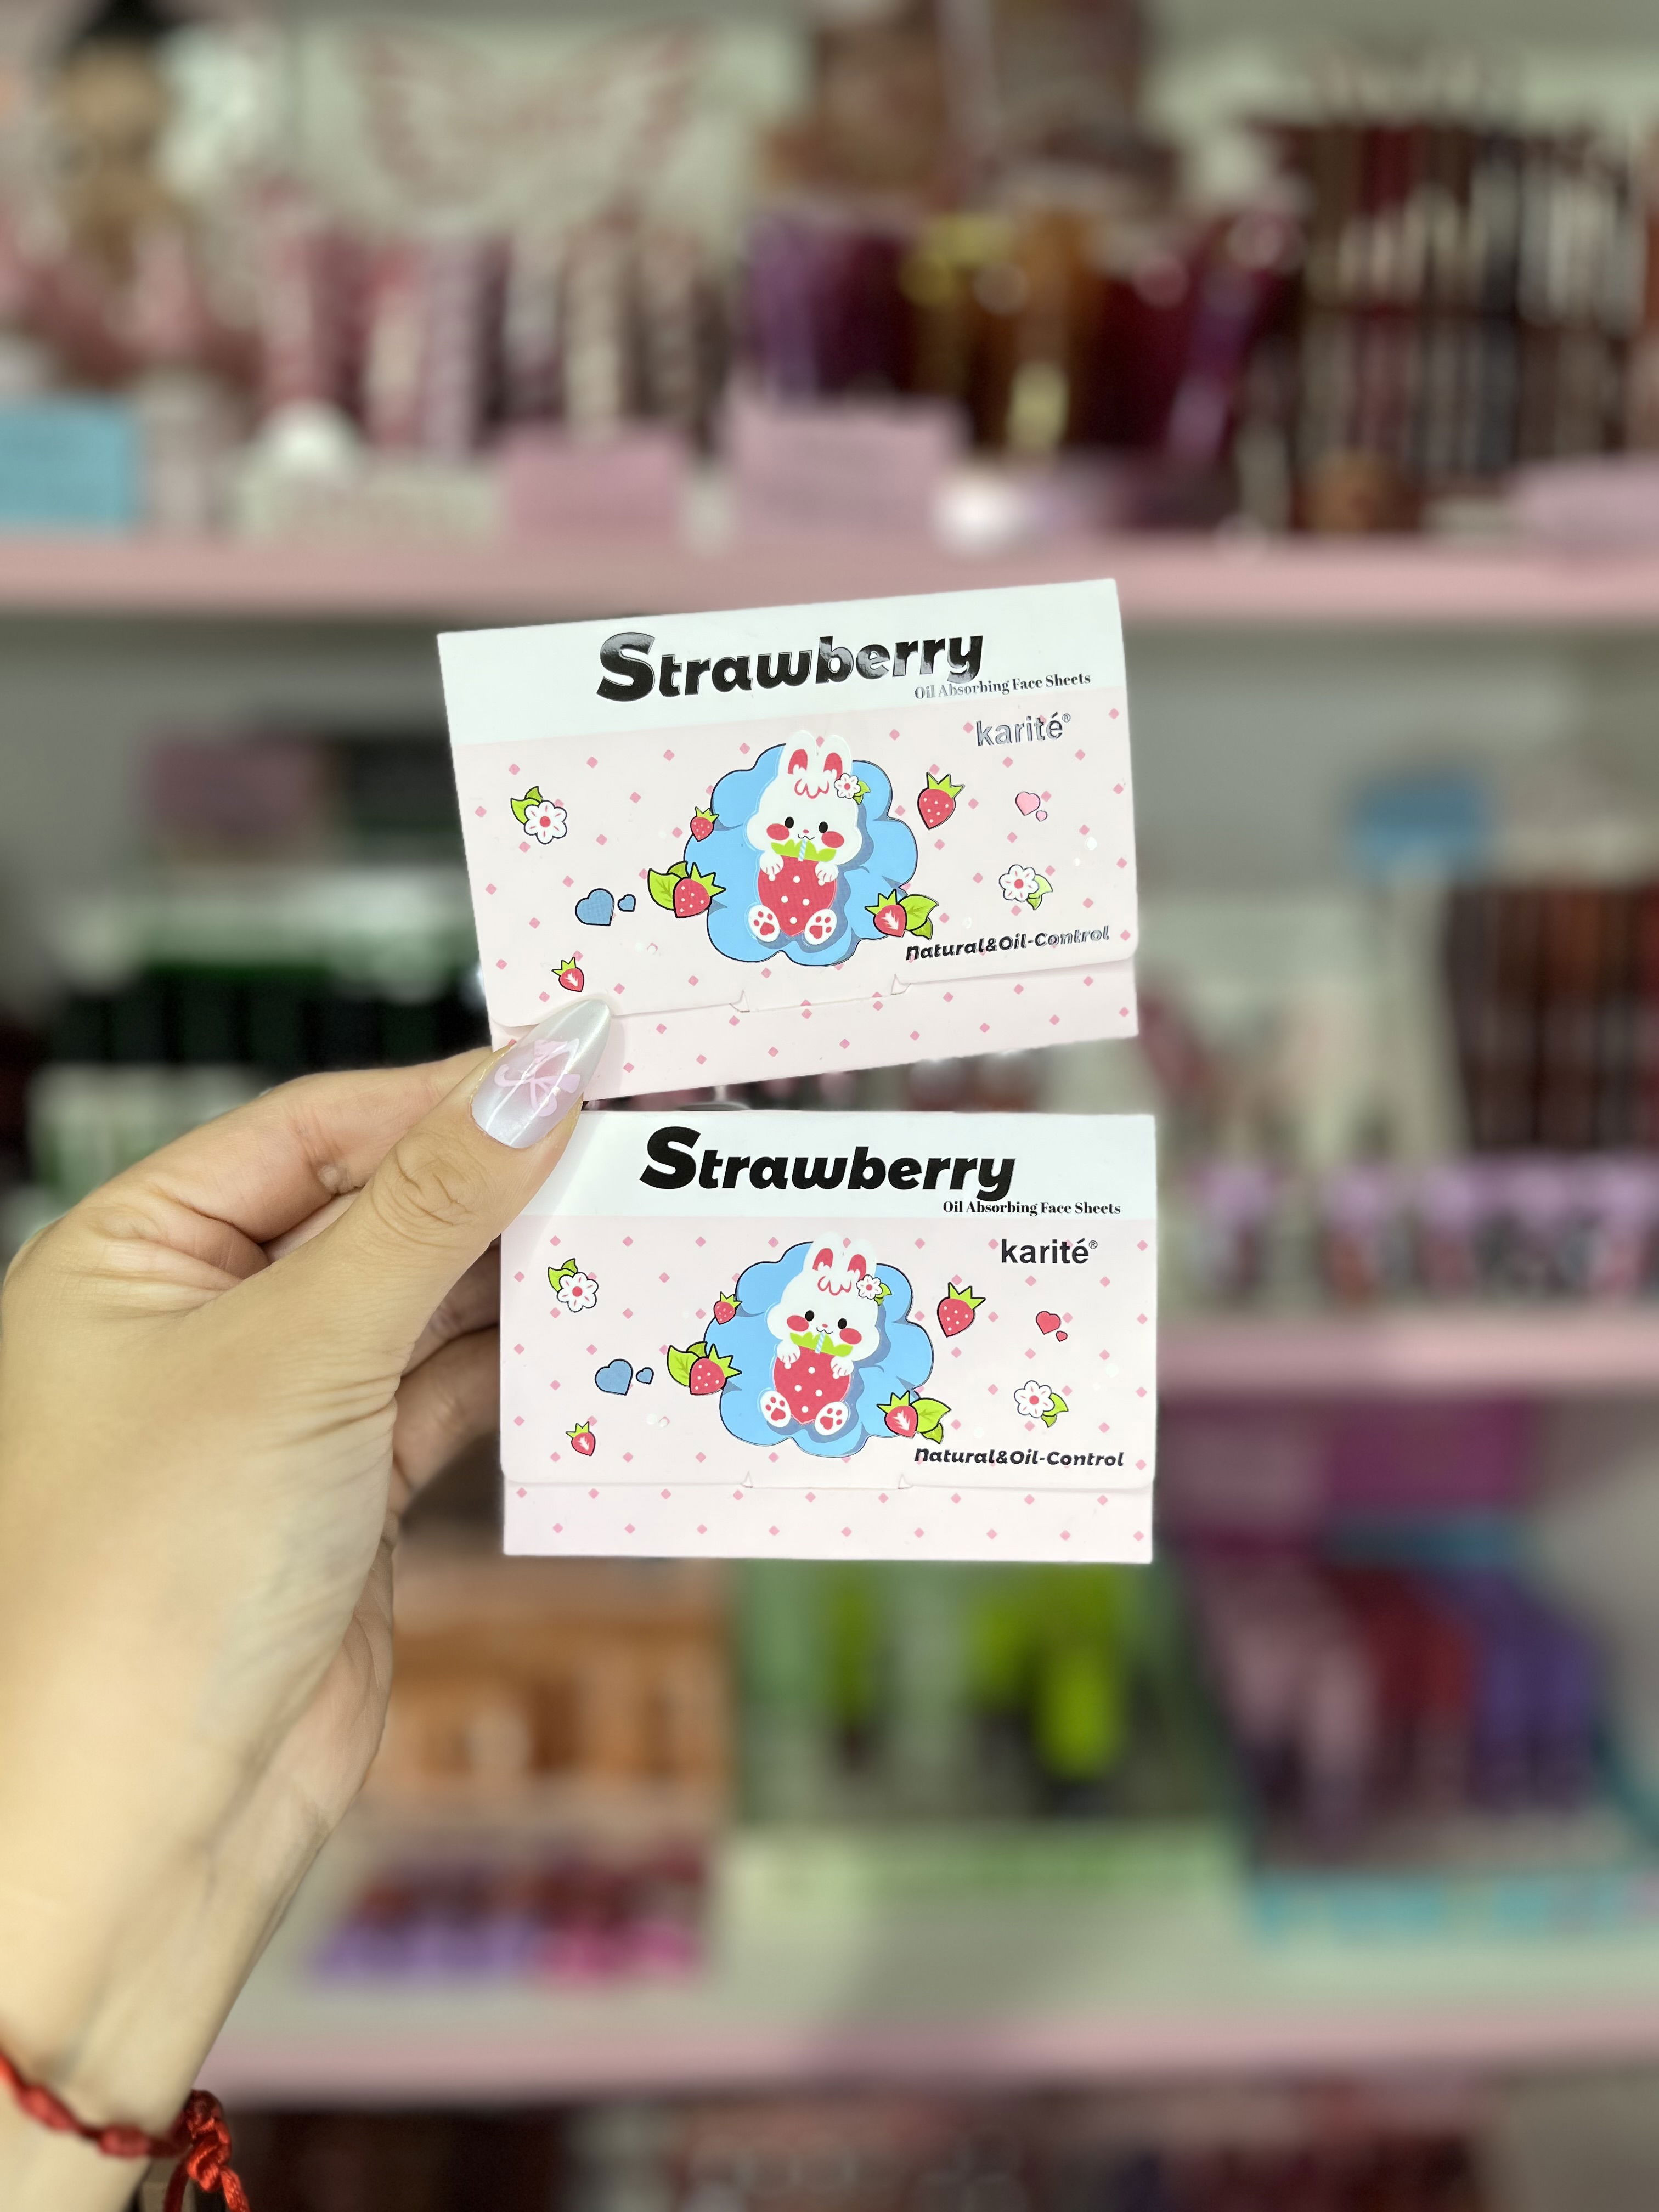 Strawberry
Oil Absorbing Face Sheets
karité®
Natural&Oil-Control
Strawberry
Oil Absorbing Face Sheets
karité®
Natural&Oil-Control